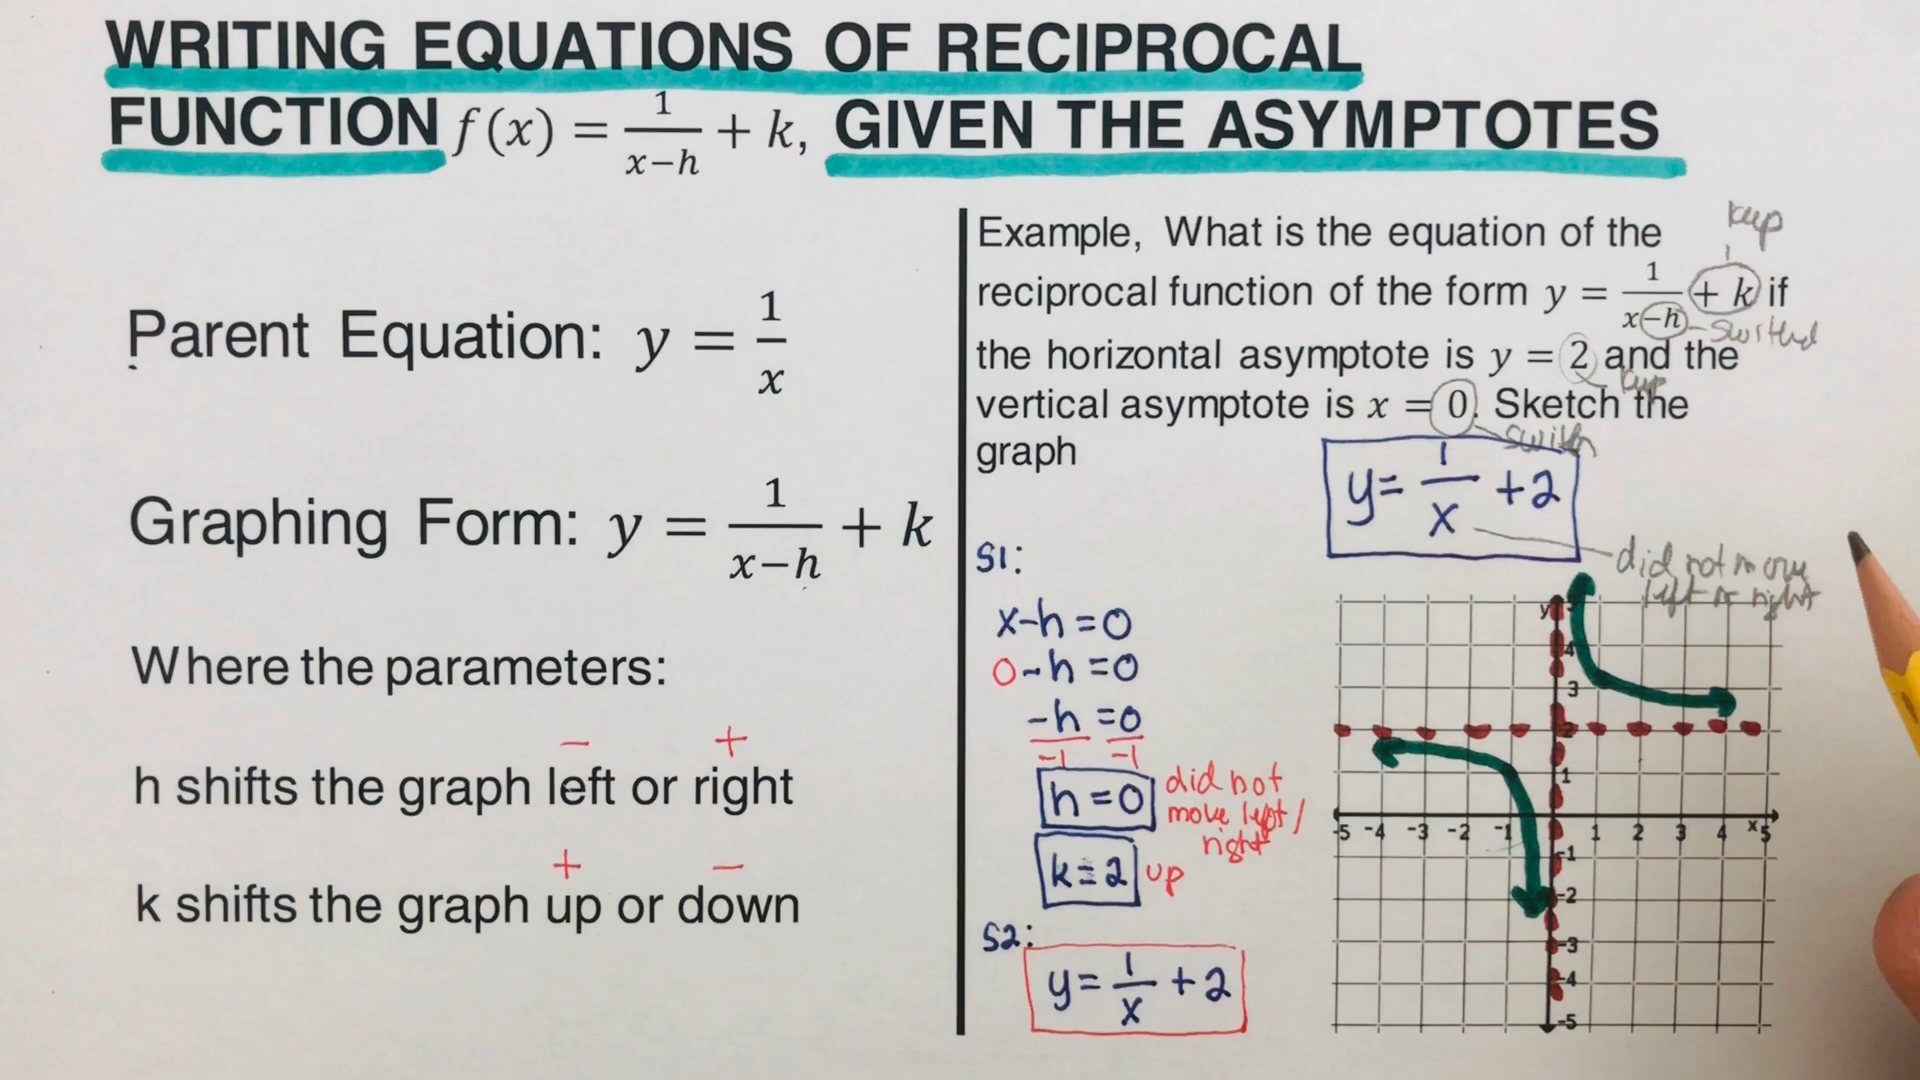 WRITING EQUATIONS OF RECIPROCAL
FUNCTION f(x) = 1/(x−h) + k, GIVEN THE ASYMPTOTES
Parent Equation: y = 1/x
Graphing Form: y = 1/(x−h) + k
Where the parameters:
− +
h shifts the graph left or right
+ −
k shifts the graph up or down
Example, What is the equation of the
reciprocal function of the form y = 1/(x−h) + k if
the horizontal asymptote is y = 2 and the
vertical asymptote is x = 0. Sketch the
graph
keep
switched
keep
switch
y = 1/x + 2
did not move
left or right
S1:
x-h=0
0-h=0
-h=0
-1 -1
h=0
did not
move left/
right
k=2 up
S2:
y = 1/x + 2
y
4
3
2
1
-5 -4 -3 -2 -1 1 2 3 4 x 5
-1
-2
-3
-4
-5